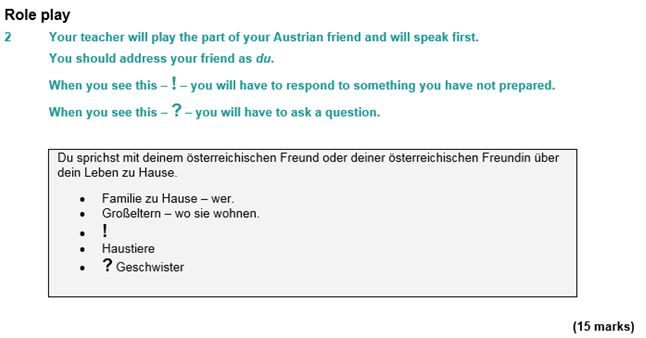 Role play
2 Your teacher will play the part of your Austrian friend and will speak first.
You should address your friend as du.
When you see this – ! – you will have to respond to something you have not prepared.
When you see this – ? – you will have to ask a question.
Du sprichst mit deinem österreichischen Freund oder deiner österreichischen Freundin über
dein Leben zu Hause.
• Familie zu Hause – wer.
• Großeltern – wo sie wohnen.
• !
• Haustiere
• ? Geschwister
(15 marks)